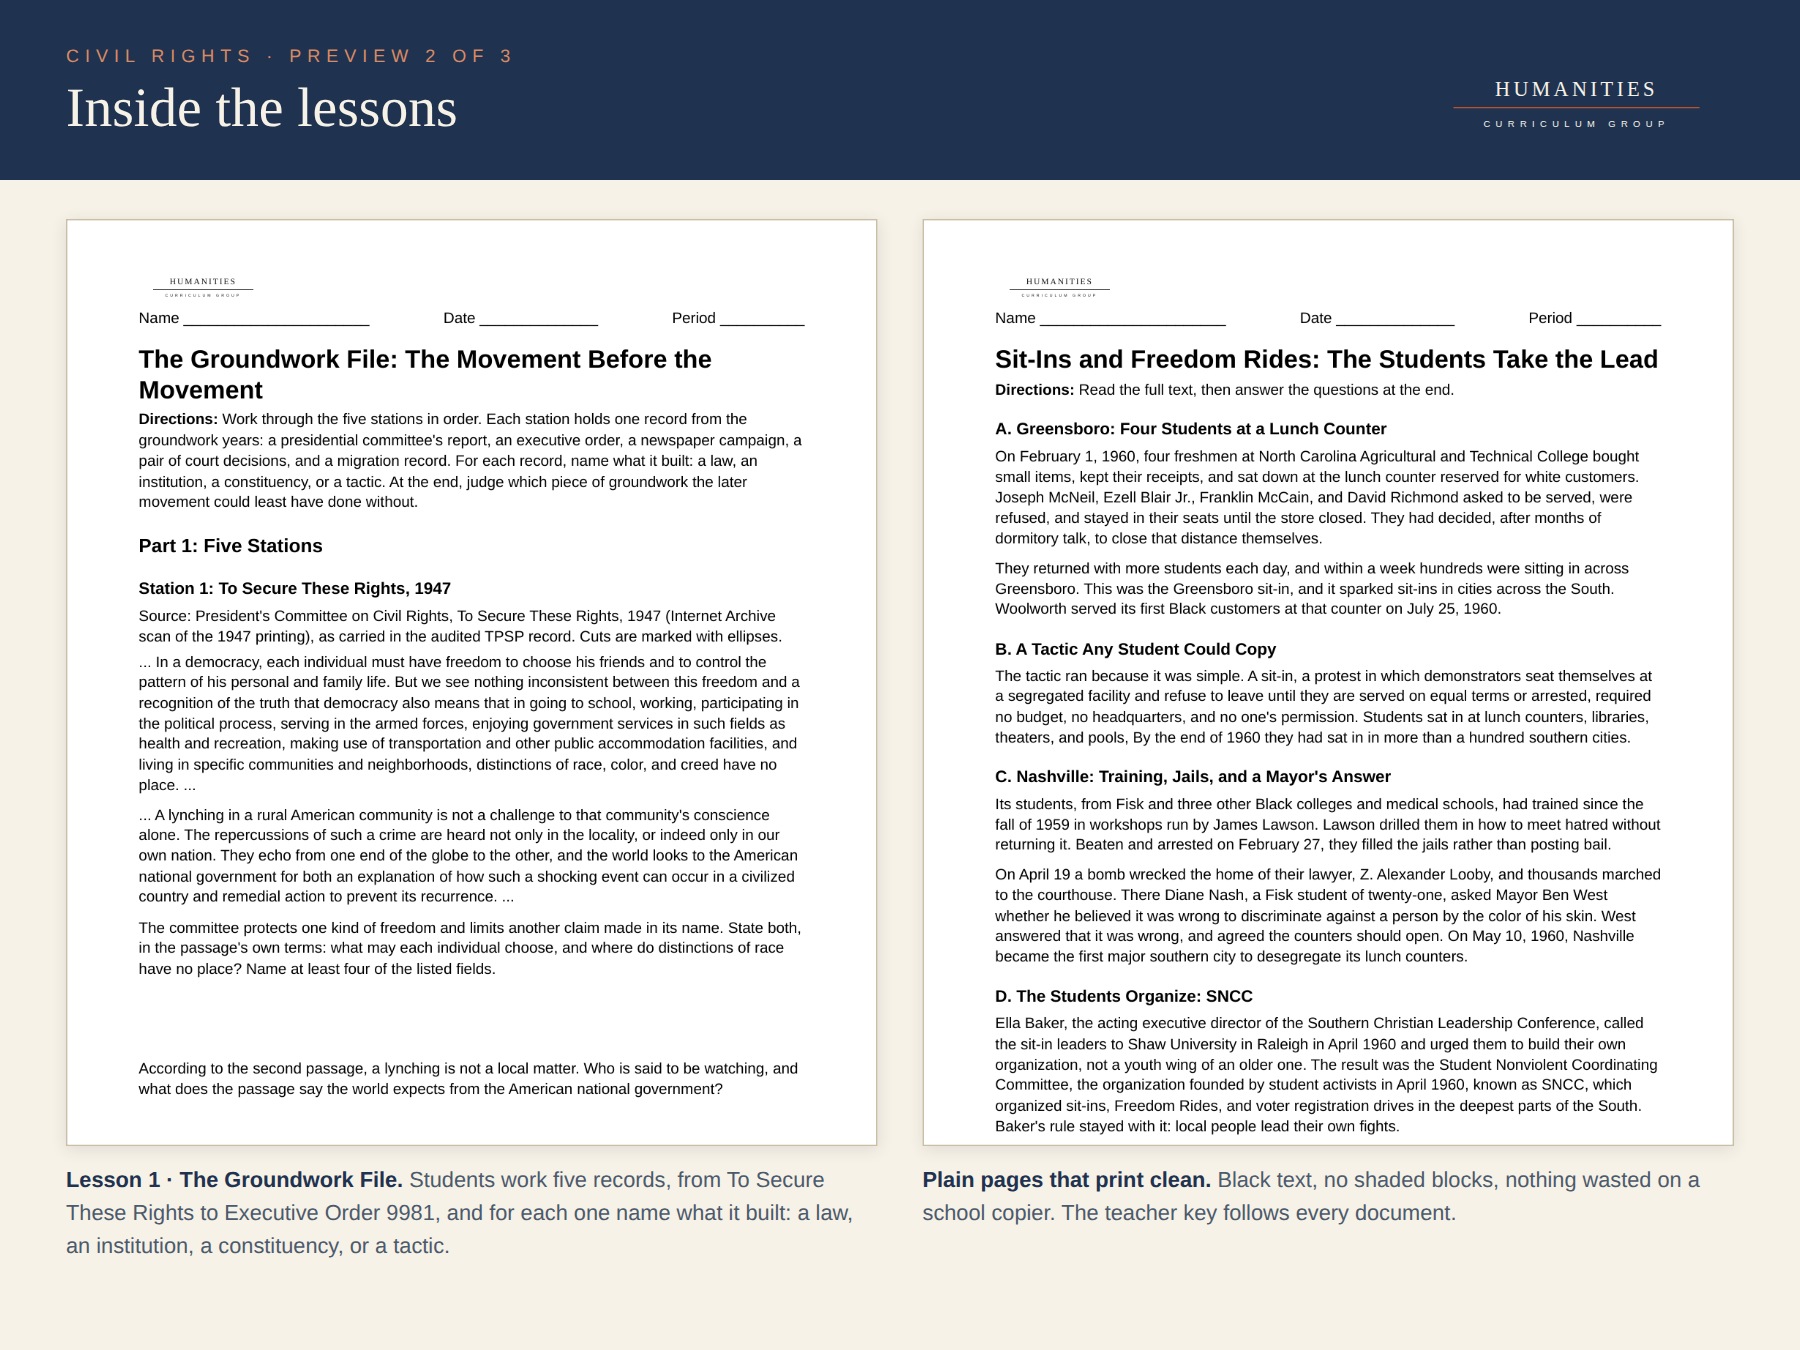 CIVIL RIGHTS · PREVIEW 2 OF 3
Inside the lessons
HUMANITIES
CURRICULUM GROUP
HUMANITIES
CURRICULUM GROUP
Name ______________________ Date ______________ Period __________
The Groundwork File: The Movement Before the
Movement
Directions: Work through the five stations in order. Each station holds one record from the
groundwork years: a presidential committee's report, an executive order, a newspaper campaign, a
pair of court decisions, and a migration record. For each record, name what it built: a law, an
institution, a constituency, or a tactic. At the end, judge which piece of groundwork the later
movement could least have done without.
Part 1: Five Stations
Station 1: To Secure These Rights, 1947
Source: President's Committee on Civil Rights, To Secure These Rights, 1947 (Internet Archive
scan of the 1947 printing), as carried in the audited TPSP record. Cuts are marked with ellipses.
... In a democracy, each individual must have freedom to choose his friends and to control the
pattern of his personal and family life. But we see nothing inconsistent between this freedom and a
recognition of the truth that democracy also means that in going to school, working, participating in
the political process, serving in the armed forces, enjoying government services in such fields as
health and recreation, making use of transportation and other public accommodation facilities, and
living in specific communities and neighborhoods, distinctions of race, color, and creed have no
place. ...
... A lynching in a rural American community is not a challenge to that community's conscience
alone. The repercussions of such a crime are heard not only in the locality, or indeed only in our
own nation. They echo from one end of the globe to the other, and the world looks to the American
national government for both an explanation of how such a shocking event can occur in a civilized
country and remedial action to prevent its recurrence. ...
The committee protects one kind of freedom and limits another claim made in its name. State both,
in the passage's own terms: what may each individual choose, and where do distinctions of race
have no place? Name at least four of the listed fields.
According to the second passage, a lynching is not a local matter. Who is said to be watching, and
what does the passage say the world expects from the American national government?
Lesson 1 · The Groundwork File. Students work five records, from To Secure
These Rights to Executive Order 9981, and for each one name what it built: a law,
an institution, a constituency, or a tactic.
HUMANITIES
CURRICULUM GROUP
Name ______________________ Date ______________ Period __________
Sit-Ins and Freedom Rides: The Students Take the Lead
Directions: Read the full text, then answer the questions at the end.
A. Greensboro: Four Students at a Lunch Counter
On February 1, 1960, four freshmen at North Carolina Agricultural and Technical College bought
small items, kept their receipts, and sat down at the lunch counter reserved for white customers.
Joseph McNeil, Ezell Blair Jr., Franklin McCain, and David Richmond asked to be served, were
refused, and stayed in their seats until the store closed. They had decided, after months of
dormitory talk, to close that distance themselves.
They returned with more students each day, and within a week hundreds were sitting in across
Greensboro. This was the Greensboro sit-in, and it sparked sit-ins in cities across the South.
Woolworth served its first Black customers at that counter on July 25, 1960.
B. A Tactic Any Student Could Copy
The tactic ran because it was simple. A sit-in, a protest in which demonstrators seat themselves at
a segregated facility and refuse to leave until they are served on equal terms or arrested, required
no budget, no headquarters, and no one's permission. Students sat in at lunch counters, libraries,
theaters, and pools, By the end of 1960 they had sat in in more than a hundred southern cities.
C. Nashville: Training, Jails, and a Mayor's Answer
Its students, from Fisk and three other Black colleges and medical schools, had trained since the
fall of 1959 in workshops run by James Lawson. Lawson drilled them in how to meet hatred without
returning it. Beaten and arrested on February 27, they filled the jails rather than posting bail.
On April 19 a bomb wrecked the home of their lawyer, Z. Alexander Looby, and thousands marched
to the courthouse. There Diane Nash, a Fisk student of twenty-one, asked Mayor Ben West
whether he believed it was wrong to discriminate against a person by the color of his skin. West
answered that it was wrong, and agreed the counters should open. On May 10, 1960, Nashville
became the first major southern city to desegregate its lunch counters.
D. The Students Organize: SNCC
Ella Baker, the acting executive director of the Southern Christian Leadership Conference, called
the sit-in leaders to Shaw University in Raleigh in April 1960 and urged them to build their own
organization, not a youth wing of an older one. The result was the Student Nonviolent Coordinating
Committee, the organization founded by student activists in April 1960, known as SNCC, which
organized sit-ins, Freedom Rides, and voter registration drives in the deepest parts of the South.
Baker's rule stayed with it: local people lead their own fights.
Plain pages that print clean. Black text, no shaded blocks, nothing wasted on a
school copier. The teacher key follows every document.